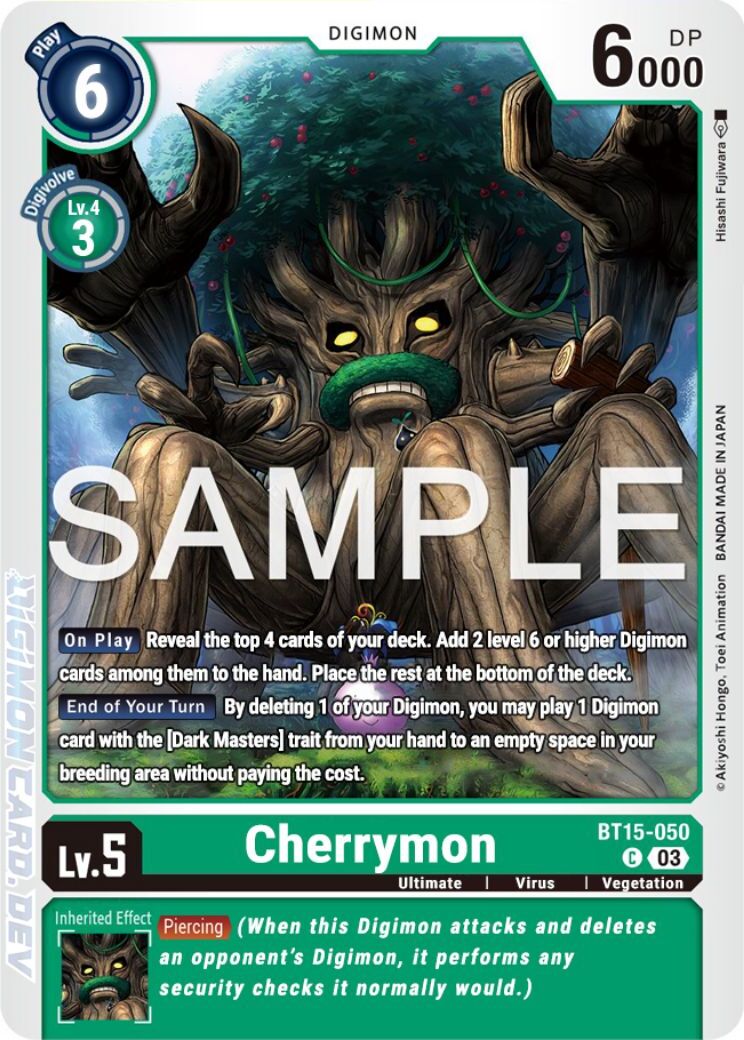 DIGIMON
Play
6
DP
6000
Digivolve
Lv.4
3
Hisashi Fujiwara
SAMPLE
On Play Reveal the top 4 cards of your deck. Add 2 level 6 or higher Digimon
cards among them to the hand. Place the rest at the bottom of the deck.
End of Your Turn By deleting 1 of your Digimon, you may play 1 Digimon
card with the [Dark Masters] trait from your hand to an empty space in your
breeding area without paying the cost.
© Akiyoshi Hongo, Toei Animation BANDAI MADE IN JAPAN
DIGIMONCARD.DEV
Lv.5
Cherrymon
BT15-050
C 03
Ultimate | Virus | Vegetation
Inherited Effect
Piercing (When this Digimon attacks and deletes
an opponent's Digimon, it performs any
security checks it normally would.)